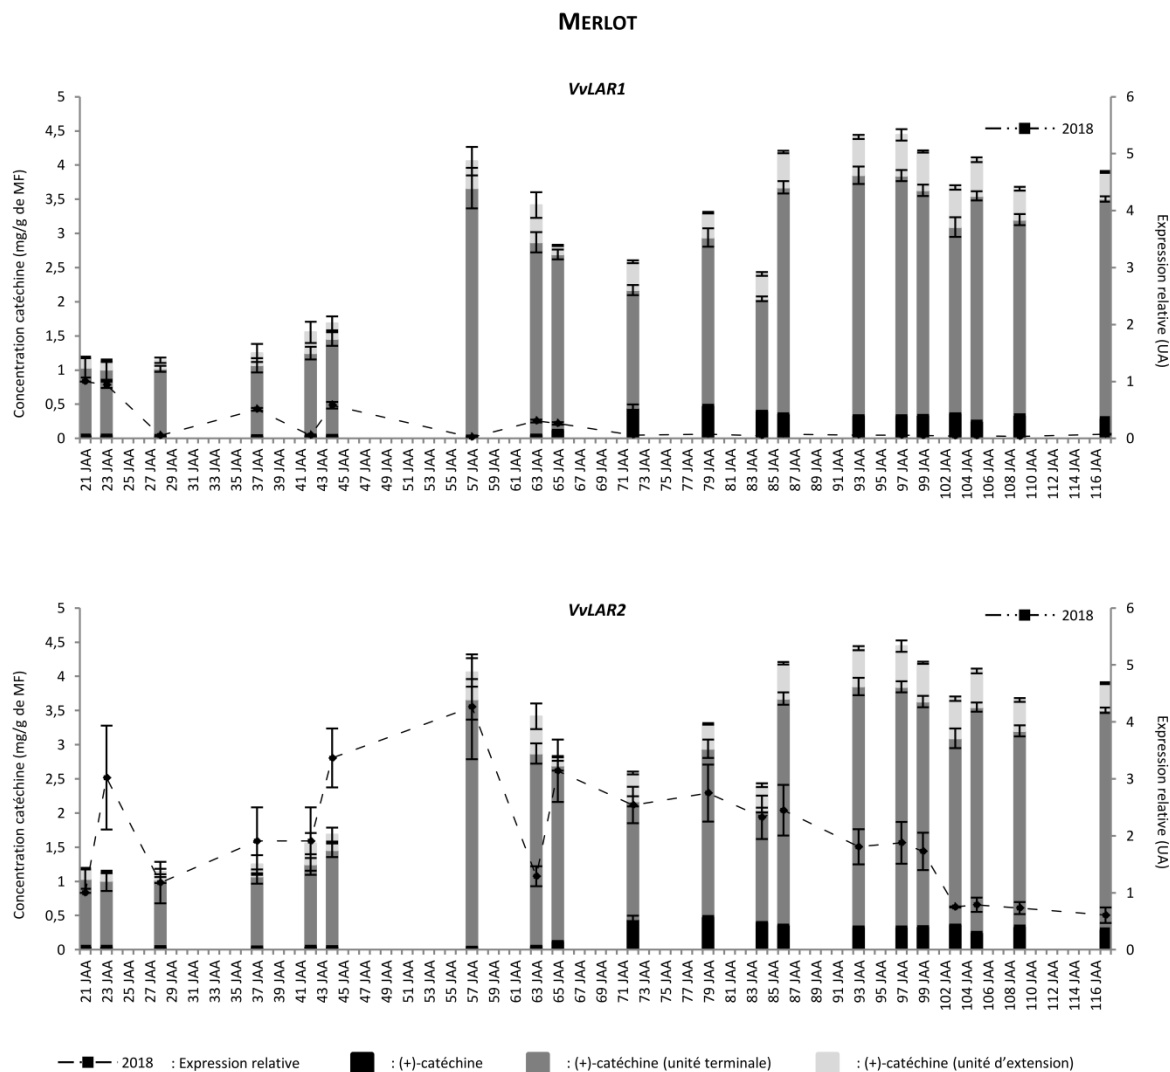 MERLOT
VvLAR1
5
4,5
4
3,5
3
2,5
2
1,5
1
0,5
0
Concentration catéchine (mg/g de MF)
6
5
4
3
2
1
0
Expression relative (UA)
2018
21 JAA
23 JAA
25 JAA
27 JAA
29 JAA
31 JAA
33 JAA
35 JAA
37 JAA
39 JAA
41 JAA
43 JAA
45 JAA
47 JAA
49 JAA
51 JAA
53 JAA
55 JAA
57 JAA
59 JAA
61 JAA
63 JAA
65 JAA
67 JAA
69 JAA
71 JAA
73 JAA
75 JAA
77 JAA
79 JAA
81 JAA
83 JAA
85 JAA
87 JAA
89 JAA
91 JAA
93 JAA
95 JAA
97 JAA
99 JAA
102 JAA
104 JAA
106 JAA
108 JAA
110 JAA
112 JAA
114 JAA
116 JAA
VvLAR2
5
4,5
4
3,5
3
2,5
2
1,5
1
0,5
0
Concentration catéchine (mg/g de MF)
6
5
4
3
2
1
0
Expression relative (UA)
2018
21 JAA
23 JAA
25 JAA
27 JAA
29 JAA
31 JAA
33 JAA
35 JAA
37 JAA
39 JAA
41 JAA
43 JAA
45 JAA
47 JAA
49 JAA
51 JAA
53 JAA
55 JAA
57 JAA
59 JAA
61 JAA
63 JAA
65 JAA
67 JAA
69 JAA
71 JAA
73 JAA
75 JAA
77 JAA
79 JAA
81 JAA
83 JAA
85 JAA
87 JAA
89 JAA
91 JAA
93 JAA
95 JAA
97 JAA
99 JAA
102 JAA
104 JAA
106 JAA
108 JAA
110 JAA
112 JAA
114 JAA
116 JAA
2018 : Expression relative : (+)-catéchine : (+)-catéchine (unité terminale) : (+)-catéchine (unité d'extension)